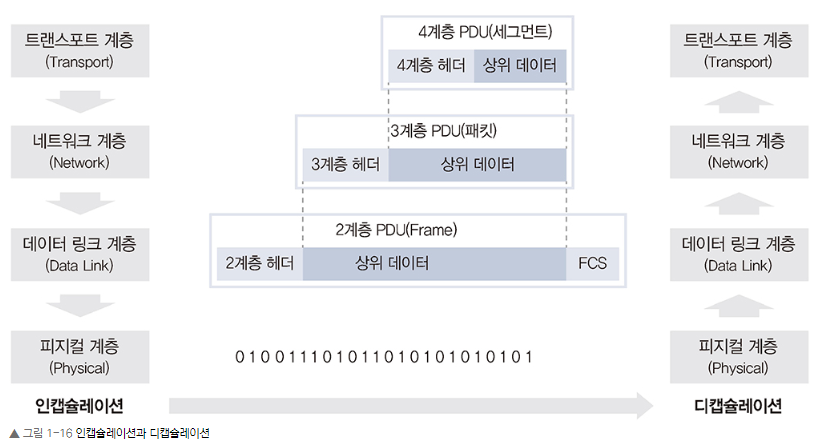 트랜스포트 계층
(Transport)
네트워크 계층
(Network)
데이터 링크 계층
(Data Link)
피지컬 계층
(Physical)
인캡슐레이션
4계층 PDU(세그먼트)
4계층 헤더 상위 데이터
3계층 PDU(패킷)
3계층 헤더 상위 데이터
2계층 PDU(Frame)
2계층 헤더 상위 데이터 FCS
0 1 0 0 1 1 1 0 1 0 1 1 0 1 0 1 0 1 0 1 0 1 0 1
트랜스포트 계층
(Transport)
네트워크 계층
(Network)
데이터 링크 계층
(Data Link)
피지컬 계층
(Physical)
디캡슐레이션
▲ 그림 1-16 인캡슐레이션과 디캡슐레이션